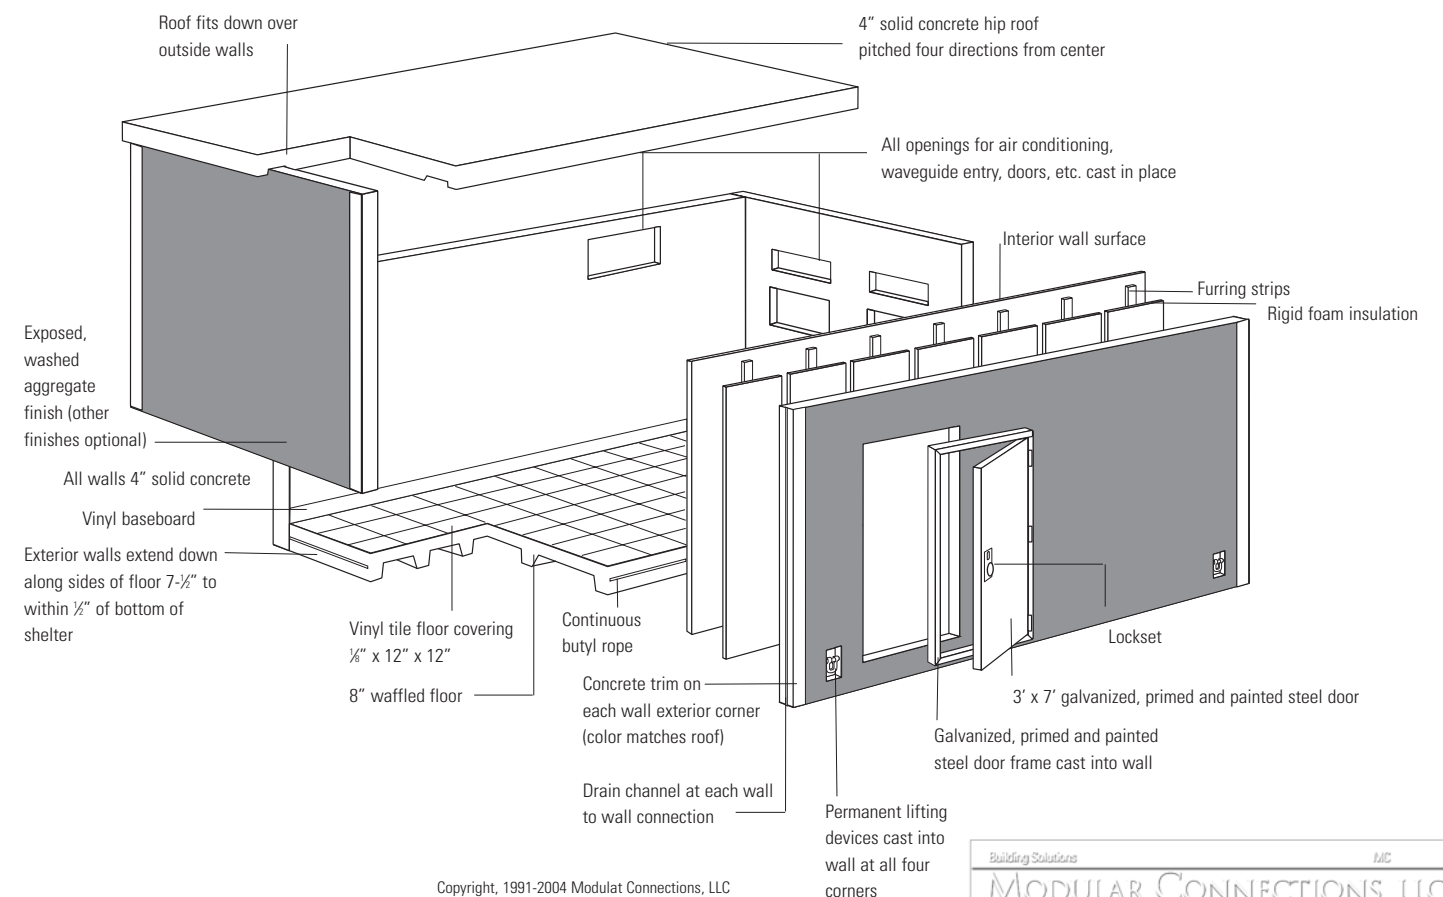 Roof fits down over
outside walls
4” solid concrete hip roof
pitched four directions from center
All openings for air conditioning,
waveguide entry, doors, etc. cast in place
Interior wall surface
Furring strips
Rigid foam insulation
Exposed,
washed
aggregate
finish (other
finishes optional)
All walls 4” solid concrete
Vinyl baseboard
Exterior walls extend down
along sides of floor 7-½” to
within ½” of bottom of
shelter
Vinyl tile floor covering
⅛” x 12” x 12”
8” waffled floor
Continuous
butyl rope
Concrete trim on
each wall exterior corner
(color matches roof)
Drain channel at each wall
to wall connection
Lockset
3’ x 7’ galvanized, primed and painted steel door
Galvanized, primed and painted
steel door frame cast into wall
Permanent lifting
devices cast into
wall at all four
corners
Copyright, 1991-2004 Modulat Connections, LLC
Building Solutions MC
MODULAR CONNECTIONS, LLC